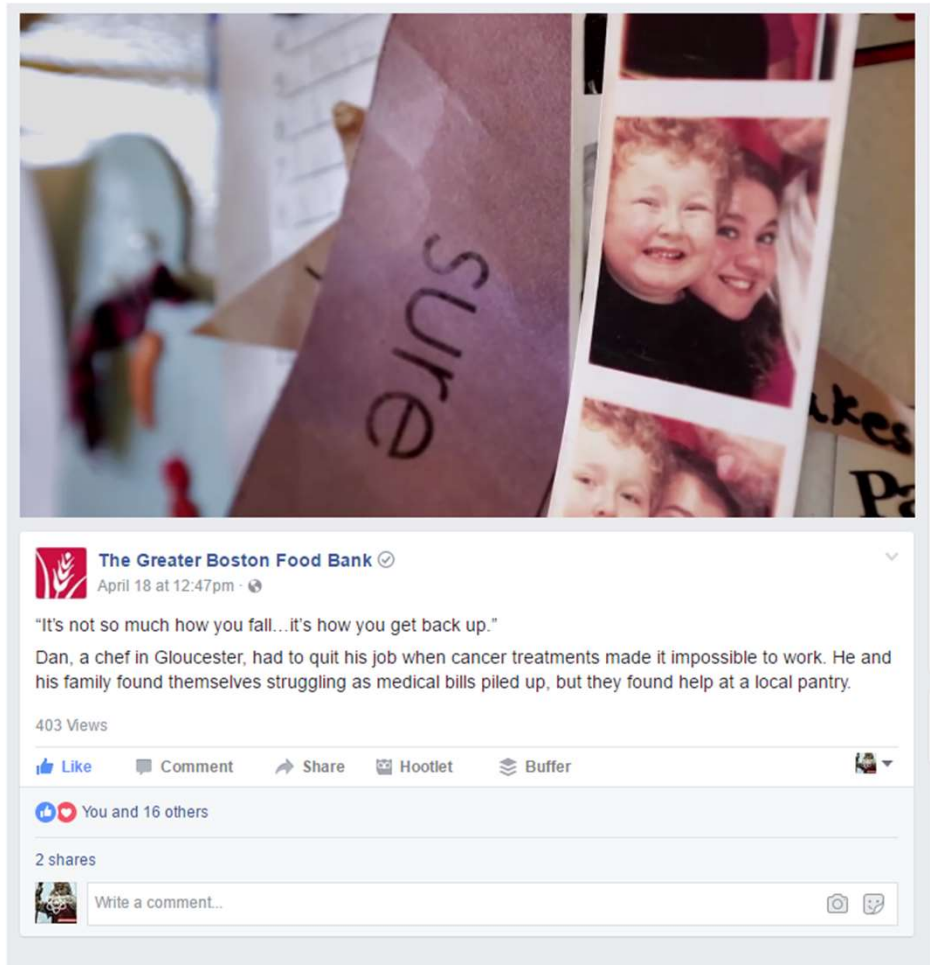 sure
The Greater Boston Food Bank
April 18 at 12:47pm ·
“It’s not so much how you fall…it’s how you get back up.”
Dan, a chef in Gloucester, had to quit his job when cancer treatments made it impossible to work. He and
his family found themselves struggling as medical bills piled up, but they found help at a local pantry.
403 Views
Like Comment Share Hootlet Buffer
You and 16 others
2 shares
Write a comment...